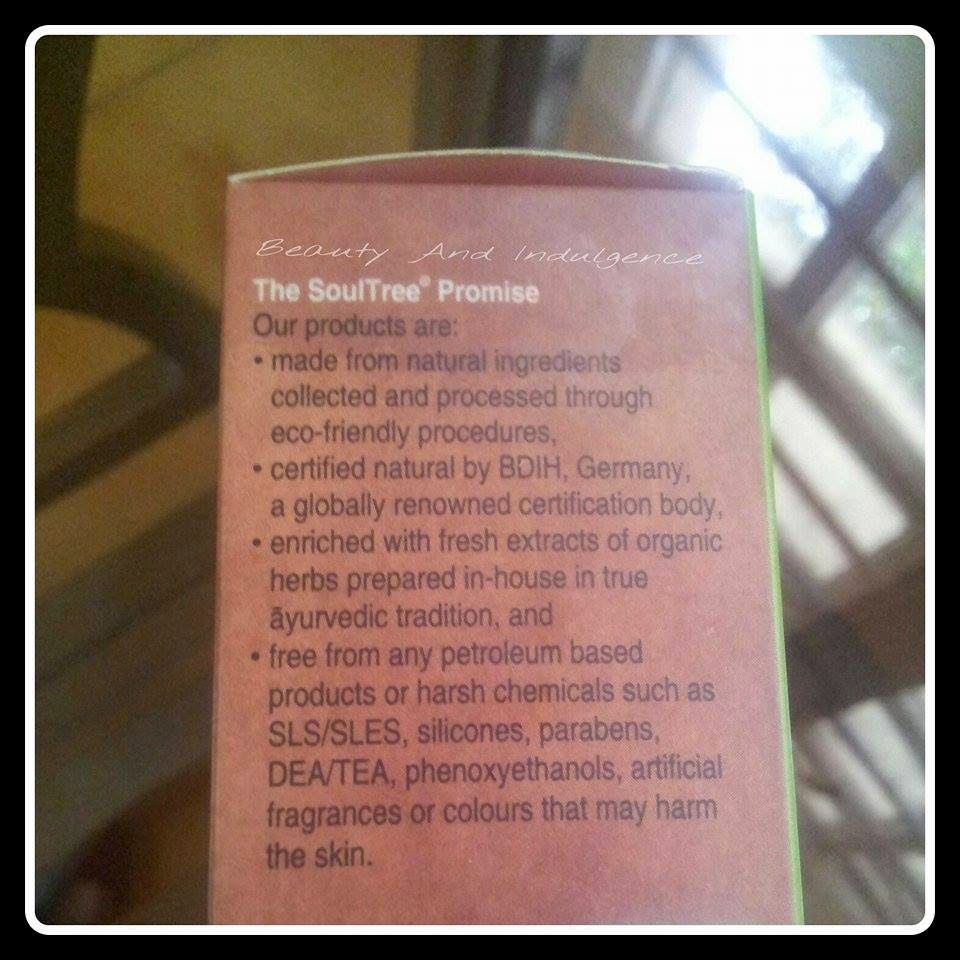 Beauty And Indulgence
The SoulTree® Promise
Our products are:
• made from natural ingredients
collected and processed through
eco-friendly procedures,
• certified natural by BDIH, Germany,
a globally renowned certification body,
• enriched with fresh extracts of organic
herbs prepared in-house in true
āyurvedic tradition, and
• free from any petroleum based
products or harsh chemicals such as
SLS/SLES, silicones, parabens,
DEA/TEA, phenoxyethanols, artificial
fragrances or colours that may harm
the skin.